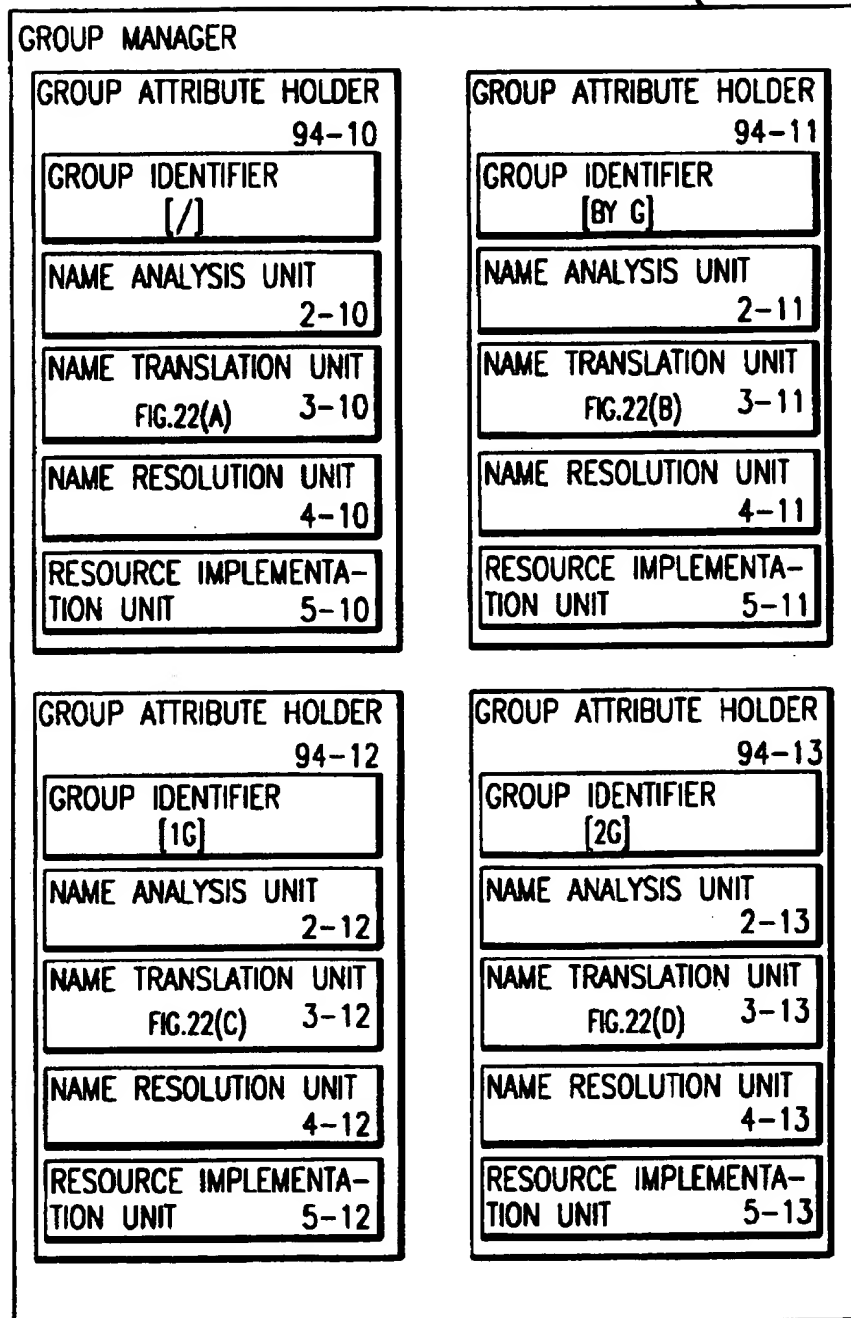 GROUP MANAGER
GROUP ATTRIBUTE HOLDER
94-10
GROUP IDENTIFIER
[/]
NAME ANALYSIS UNIT
2-10
NAME TRANSLATION UNIT
FIG.22(A) 3-10
NAME RESOLUTION UNIT
4-10
RESOURCE IMPLEMENTA-
TION UNIT 5-10
GROUP ATTRIBUTE HOLDER
94-11
GROUP IDENTIFIER
[BY G]
NAME ANALYSIS UNIT
2-11
NAME TRANSLATION UNIT
FIG.22(B) 3-11
NAME RESOLUTION UNIT
4-11
RESOURCE IMPLEMENTA-
TION UNIT 5-11
GROUP ATTRIBUTE HOLDER
94-12
GROUP IDENTIFIER
[1G]
NAME ANALYSIS UNIT
2-12
NAME TRANSLATION UNIT
FIG.22(C) 3-12
NAME RESOLUTION UNIT
4-12
RESOURCE IMPLEMENTA-
TION UNIT 5-12
GROUP ATTRIBUTE HOLDER
94-13
GROUP IDENTIFIER
[2G]
NAME ANALYSIS UNIT
2-13
NAME TRANSLATION UNIT
FIG.22(D) 3-13
NAME RESOLUTION UNIT
4-13
RESOURCE IMPLEMENTA-
TION UNIT 5-13